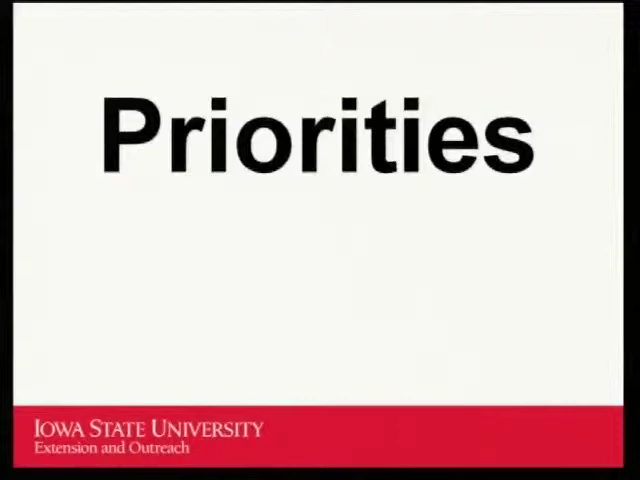 Priorities
IOWA STATE UNIVERSITY
Extension and Outreach